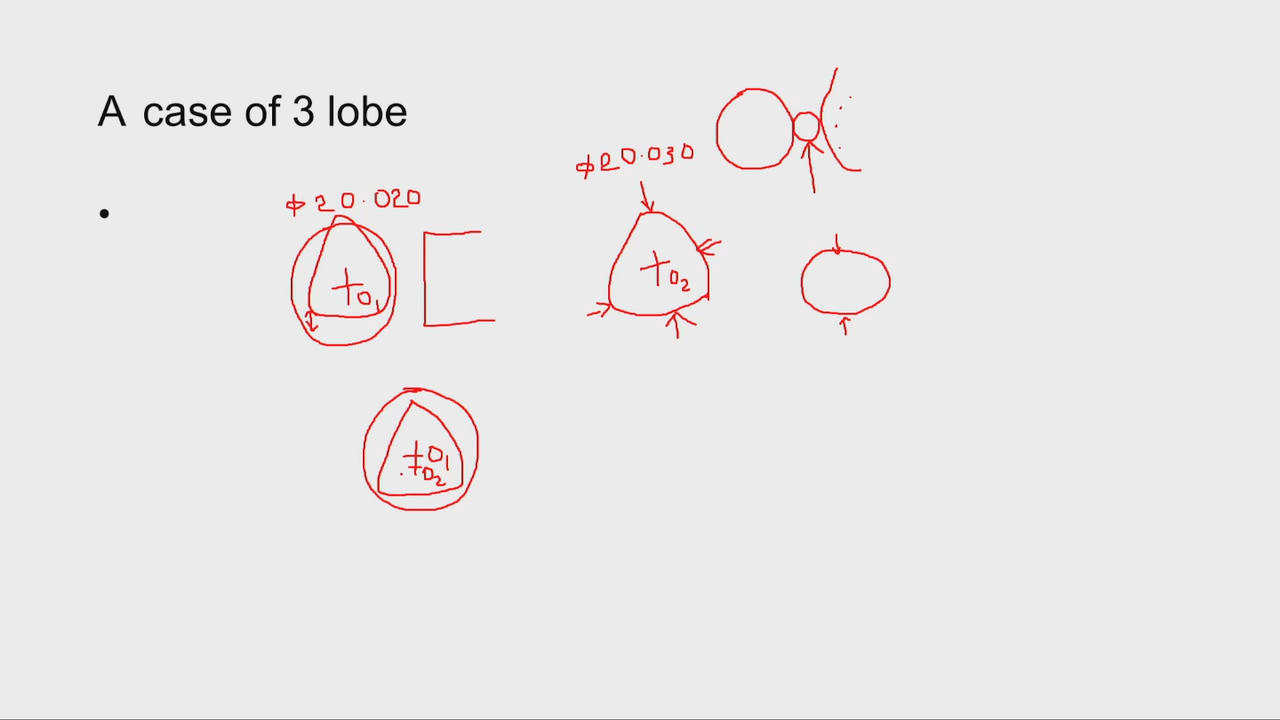 A case of 3 lobe
•
ϕ20.030
ϕ20.020
O1
O2
O1
O2